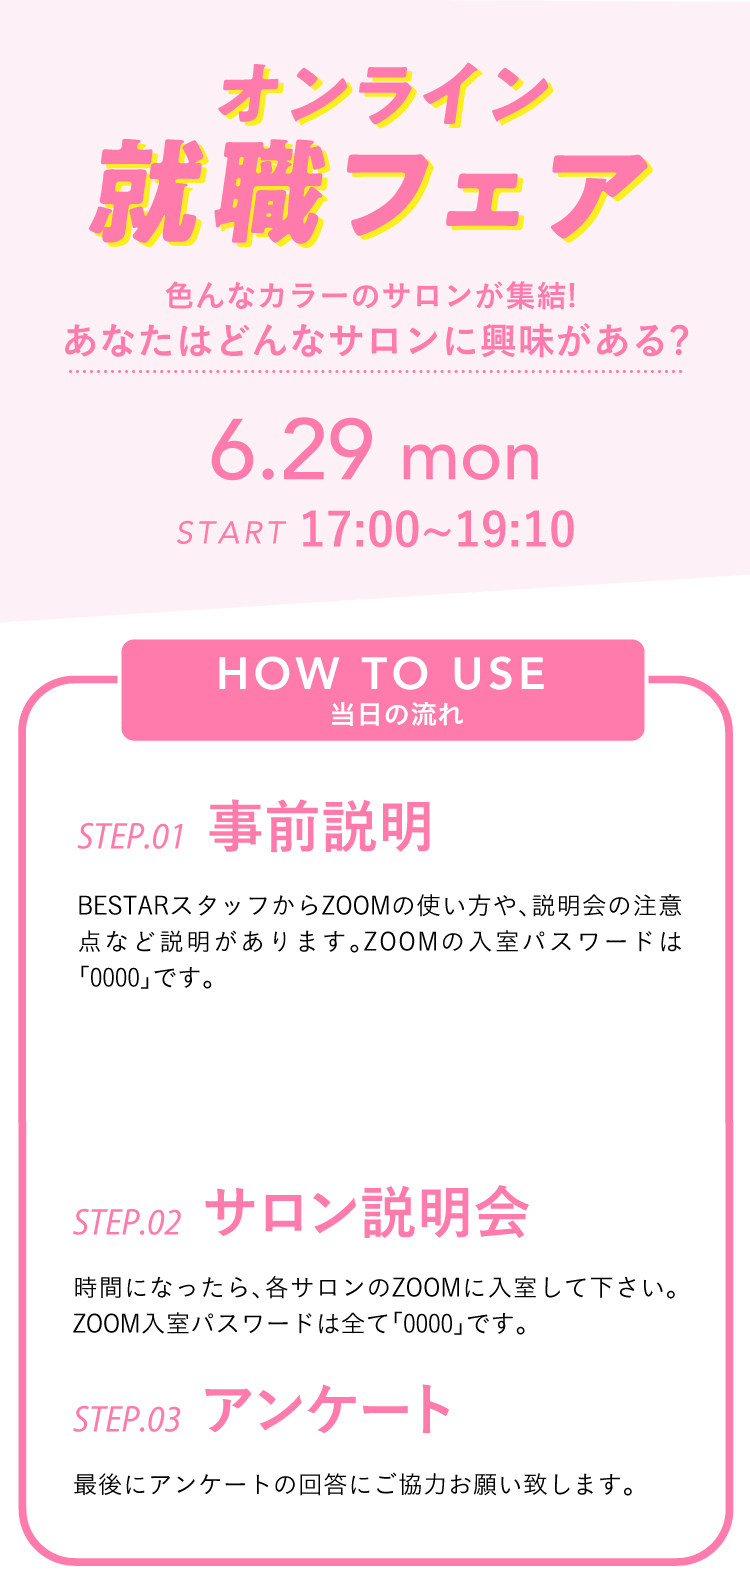 オンライン
就職フェア
色んなカラーのサロンが集結!
あなたはどんなサロンに興味がある?
6.29 mon
START 17:00~19:10
HOW TO USE
当日の流れ
STEP.01 事前説明
BESTARスタッフからZOOMの使い方や、説明会の注意
点など説明があります。ZOOMの入室パスワードは
「0000」です。
STEP.02 サロン説明会
時間になったら、各サロンのZOOMに入室して下さい。
ZOOM入室パスワードは全て「0000」です。
STEP.03 アンケート
最後にアンケートの回答にご協力お願い致します。